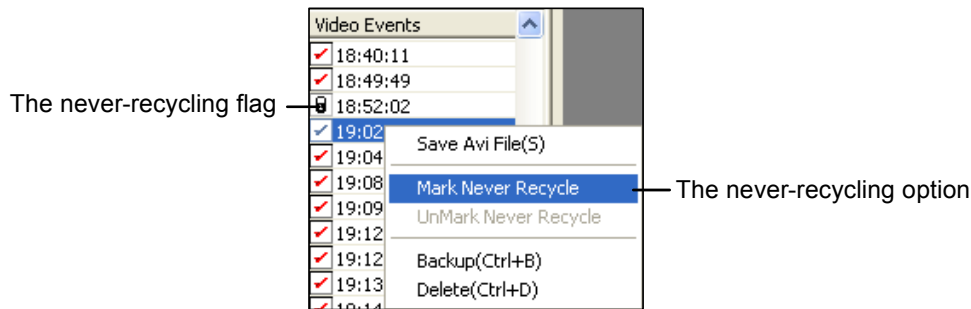 Video Events
18:40:11
18:49:49
The never-recycling flag
18:52:02
19:02
19:04
19:08
19:09
19:12
19:12
19:13
Save Avi File(S)
Mark Never Recycle
UnMark Never Recycle
Backup(Ctrl+B)
Delete(Ctrl+D)
The never-recycling option